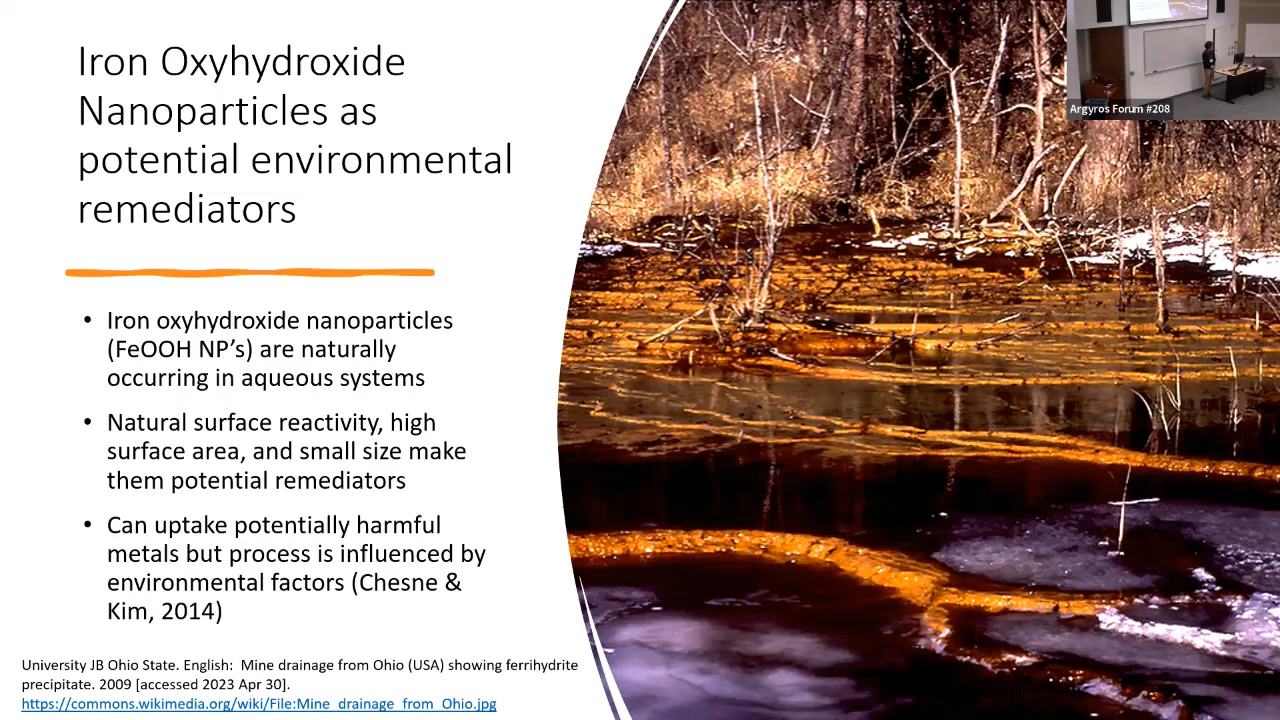 Iron Oxyhydroxide
Nanoparticles as
potential environmental
remediators
• Iron oxyhydroxide nanoparticles
(FeOOH NP’s) are naturally
occurring in aqueous systems
• Natural surface reactivity, high
surface area, and small size make
them potential remediators
• Can uptake potentially harmful
metals but process is influenced by
environmental factors (Chesne &
Kim, 2014)
University JB Ohio State. English:  Mine drainage from Ohio (USA) showing ferrihydrite
precipitate. 2009 [accessed 2023 Apr 30].
https://commons.wikimedia.org/wiki/File:Mine_drainage_from_Ohio.jpg
Argyros Forum #208